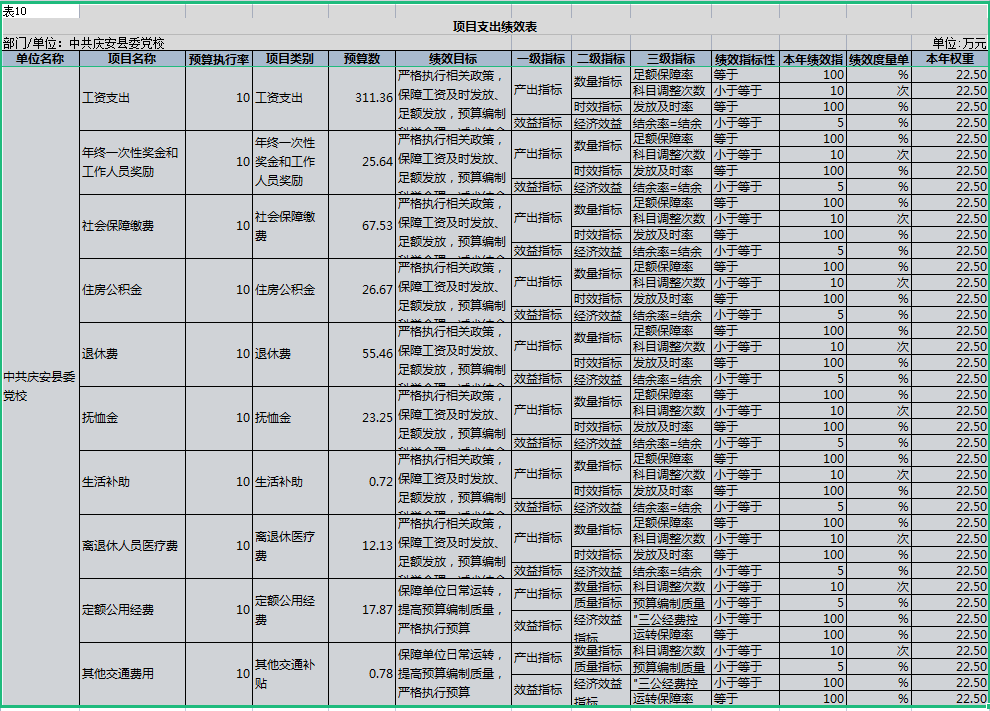 表10
项目支出绩效表
部门/单位：中共庆安县委党校 单位:万元
单位名称 项目名称 预算执行率 项目类别 预算数 绩效目标 一级指标 二级指标 三级指标 绩效指标性 本年绩效指 绩效度量单 本年权重
中共庆安县委
党校
工资支出 10 工资支出 311.36
严格执行相关政策，
保障工资及时发放、
足额发放，预算编制
产出指标 数量指标 足额保障率 等于 100 % 22.50
科目调整次数 小于等于 10 次 22.50
时效指标 发放及时率 等于 100 % 22.50
效益指标 经济效益 结余率=结余 小于等于 5 % 22.50
年终一次性奖金和
工作人员奖励
10
年终一次性
奖金和工作
人员奖励
25.64
严格执行相关政策，
保障工资及时发放、
足额发放，预算编制
产出指标 数量指标 足额保障率 等于 100 % 22.50
科目调整次数 小于等于 10 次 22.50
时效指标 发放及时率 等于 100 % 22.50
效益指标 经济效益 结余率=结余 小于等于 5 % 22.50
社会保障缴费 10
社会保障缴
费
67.53
严格执行相关政策，
保障工资及时发放、
足额发放，预算编制
产出指标 数量指标 足额保障率 等于 100 % 22.50
科目调整次数 小于等于 10 次 22.50
时效指标 发放及时率 等于 100 % 22.50
效益指标 经济效益 结余率=结余 小于等于 5 % 22.50
住房公积金 10 住房公积金 26.67
严格执行相关政策，
保障工资及时发放、
足额发放，预算编制
产出指标 数量指标 足额保障率 等于 100 % 22.50
科目调整次数 小于等于 10 次 22.50
时效指标 发放及时率 等于 100 % 22.50
效益指标 经济效益 结余率=结余 小于等于 5 % 22.50
退休费 10 退休费 55.46
严格执行相关政策，
保障工资及时发放、
足额发放，预算编制
产出指标 数量指标 足额保障率 等于 100 % 22.50
科目调整次数 小于等于 10 次 22.50
时效指标 发放及时率 等于 100 % 22.50
效益指标 经济效益 结余率=结余 小于等于 5 % 22.50
抚恤金 10 抚恤金 23.25
严格执行相关政策，
保障工资及时发放、
足额发放，预算编制
产出指标 数量指标 足额保障率 等于 100 % 22.50
科目调整次数 小于等于 10 次 22.50
时效指标 发放及时率 等于 100 % 22.50
效益指标 经济效益 结余率=结余 小于等于 5 % 22.50
生活补助 10 生活补助 0.72
严格执行相关政策，
保障工资及时发放、
足额发放，预算编制
产出指标 数量指标 足额保障率 等于 100 % 22.50
科目调整次数 小于等于 10 次 22.50
时效指标 发放及时率 等于 100 % 22.50
效益指标 经济效益 结余率=结余 小于等于 5 % 22.50
离退休人员医疗费 10
离退休医疗
费
12.13
严格执行相关政策，
保障工资及时发放、
足额发放，预算编制
产出指标 数量指标 足额保障率 等于 100 % 22.50
科目调整次数 小于等于 10 次 22.50
时效指标 发放及时率 等于 100 % 22.50
效益指标 经济效益 结余率=结余 小于等于 5 % 22.50
定额公用经费 10
定额公用经
费
17.87
保障单位日常运转，
提高预算编制质量，
严格执行预算
产出指标 数量指标 科目调整次数 小于等于 10 次 22.50
质量指标 预算编制质量 小于等于 5 % 22.50
效益指标 经济效益 "三公经费控 小于等于 100 % 22.50
指标 运转保障率 等于 100 % 22.50
其他交通费用 10
其他交通补
贴
0.78
保障单位日常运转，
提高预算编制质量，
严格执行预算
产出指标 数量指标 科目调整次数 小于等于 10 次 22.50
质量指标 预算编制质量 小于等于 5 % 22.50
效益指标 经济效益 "三公经费控 小于等于 100 % 22.50
指标 运转保障率 等于 100 % 22.50